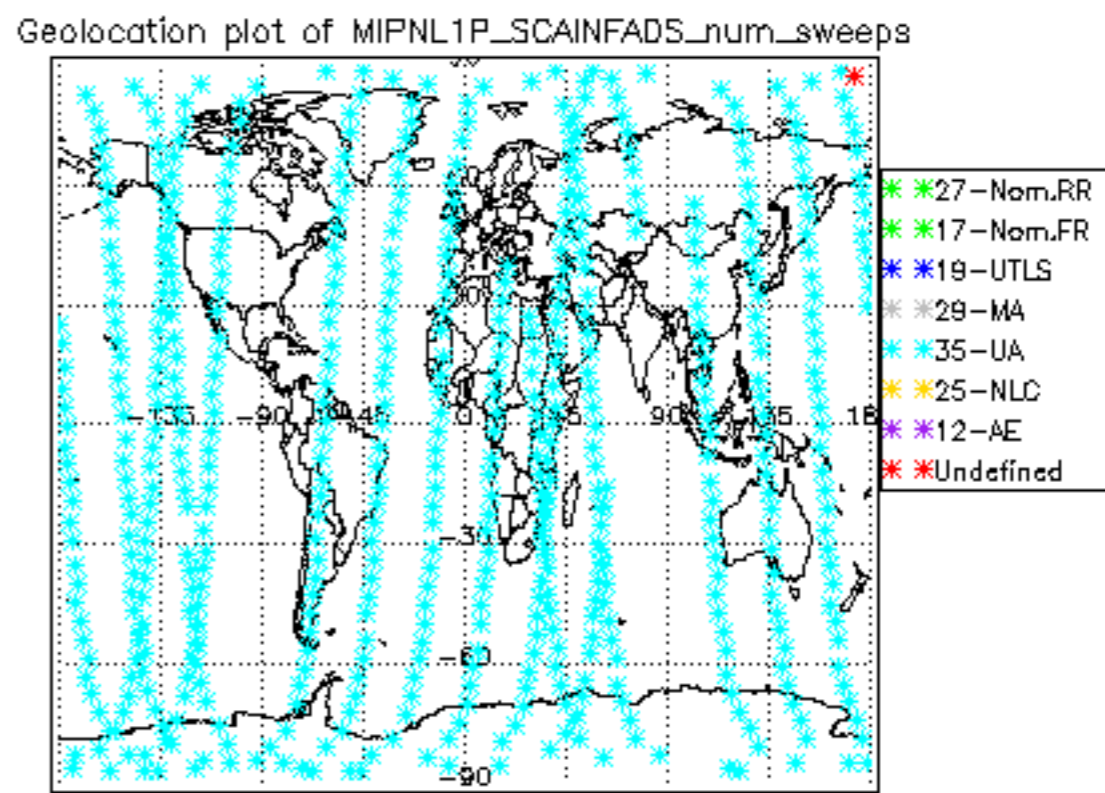 Geolocation plot of MIPNL1P_SCAINFADS_num_sweeps
27-Nom.RR
17-Nom.FR
19-UTLS
29-MA
35-UA
25-NLC
12-AE
Undefined
-135 -90 -45 0 45 90 135
-30
-60
-90